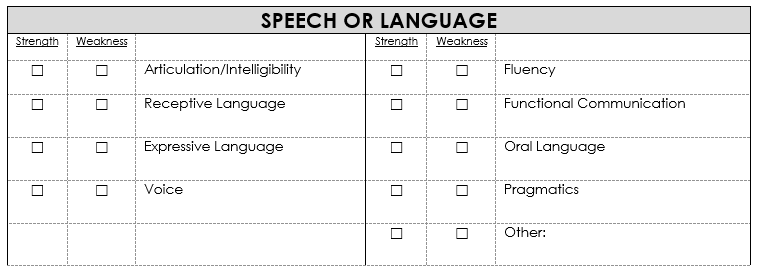 SPEECH OR LANGUAGE
Strength Weakness Strength Weakness
☐ ☐ Articulation/Intelligibility ☐ ☐ Fluency
☐ ☐ Receptive Language ☐ ☐ Functional Communication
☐ ☐ Expressive Language ☐ ☐ Oral Language
☐ ☐ Voice ☐ ☐ Pragmatics
☐ ☐ Other: